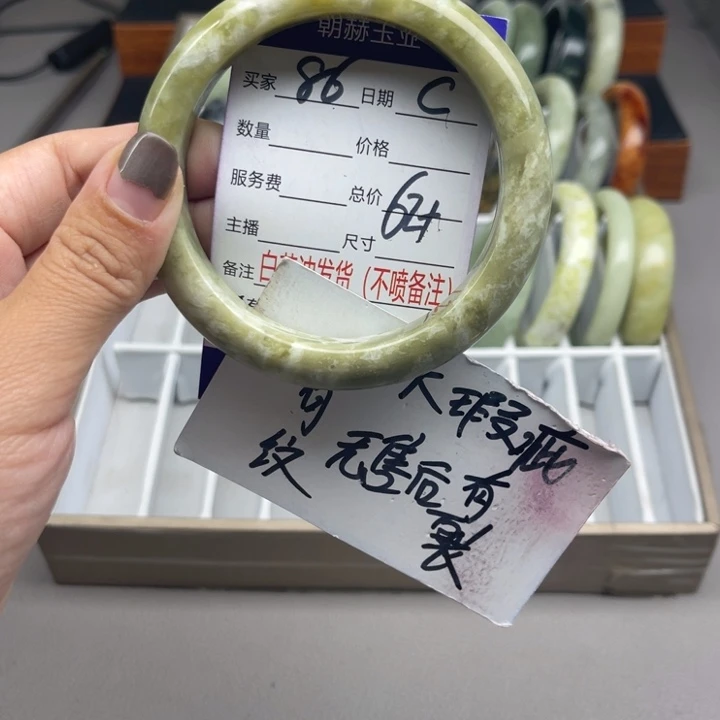 朝赫玉业
买家 86 日期 C
数量 价格
服务费 总价 64
主播 尺寸
备注 发货（不喷备注）
大瑕疵
无售后有
纹 裂